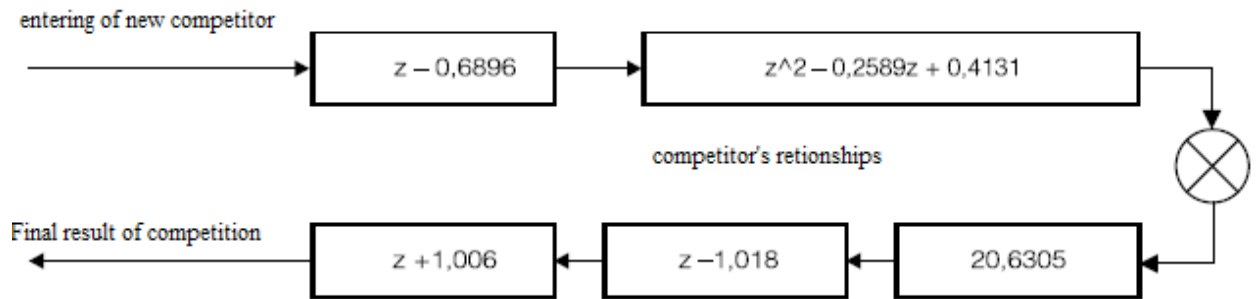 entering of new competitor
z – 0,6896
z^2 – 0,2589z + 0,4131
competitor's retionships
Final result of competition
z +1,006
z –1,018
20,6305